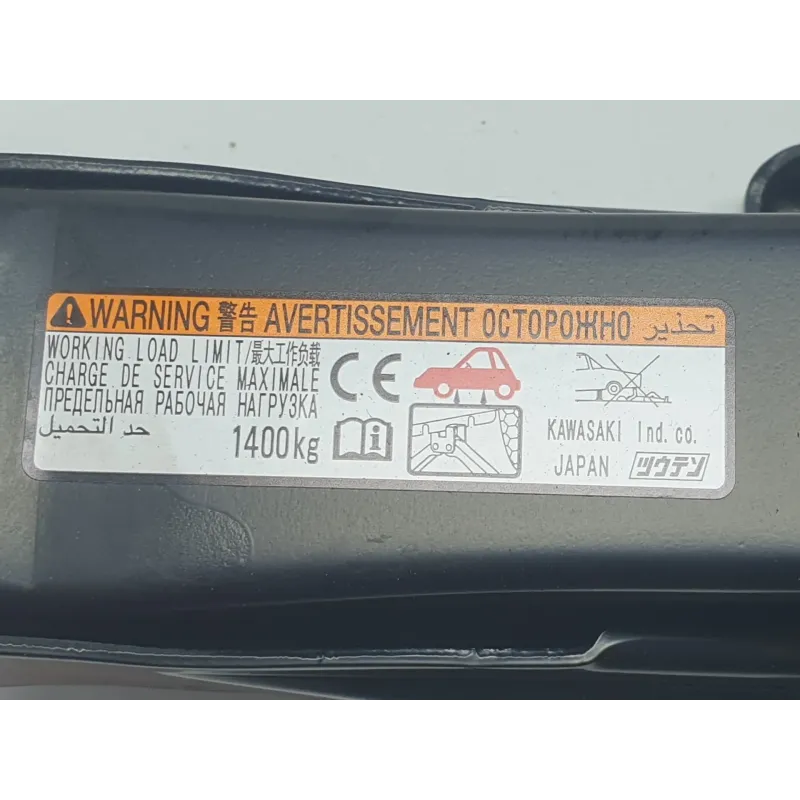 WARNING 警告 AVERTISSEMENT ОСТОРОЖНО تحذير
WORKING LOAD LIMIT/最大工作负载
CHARGE DE SERVICE MAXIMALE
ПРЕДЕЛЬНАЯ РАБОЧАЯ НАГРУЗКА
حد التحميل
1400kg
CE
i
KAWASAKI Ind. co.
JAPAN ツウテン